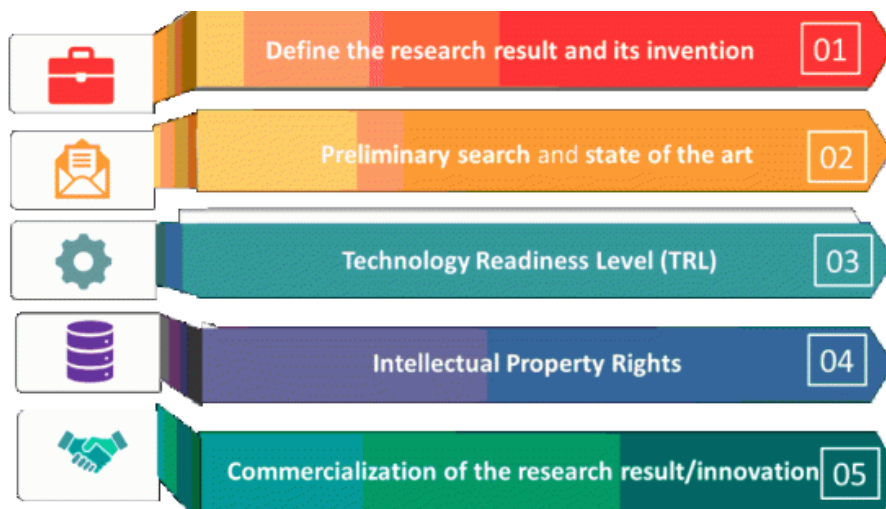 Define the research result and its invention 01
Preliminary search and state of the art 02
Technology Readiness Level (TRL) 03
Intellectual Property Rights 04
Commercialization of the research result/innovation 05